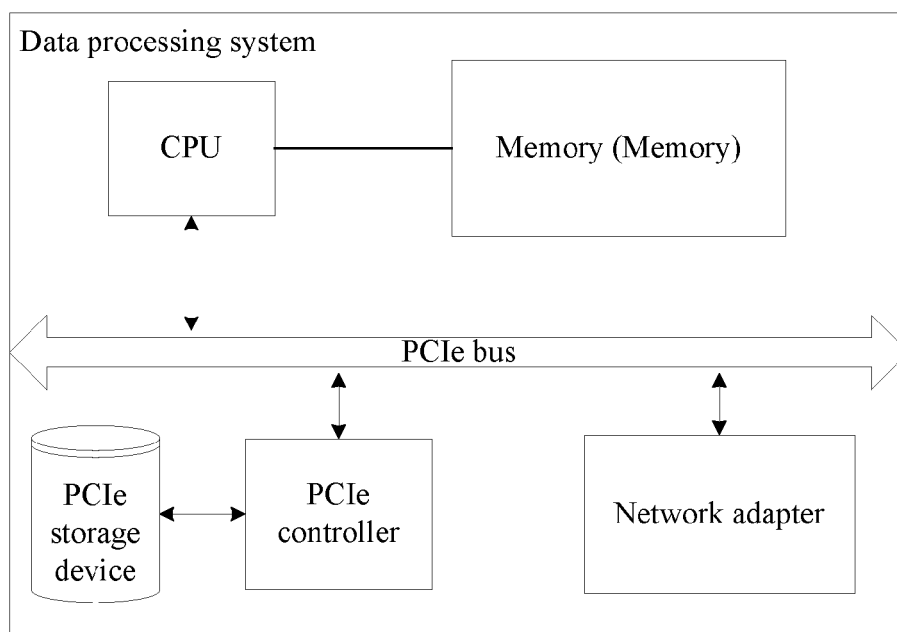 Data processing system
CPU
Memory (Memory)
PCIe bus
PCIe
storage
device
PCIe
controller
Network adapter